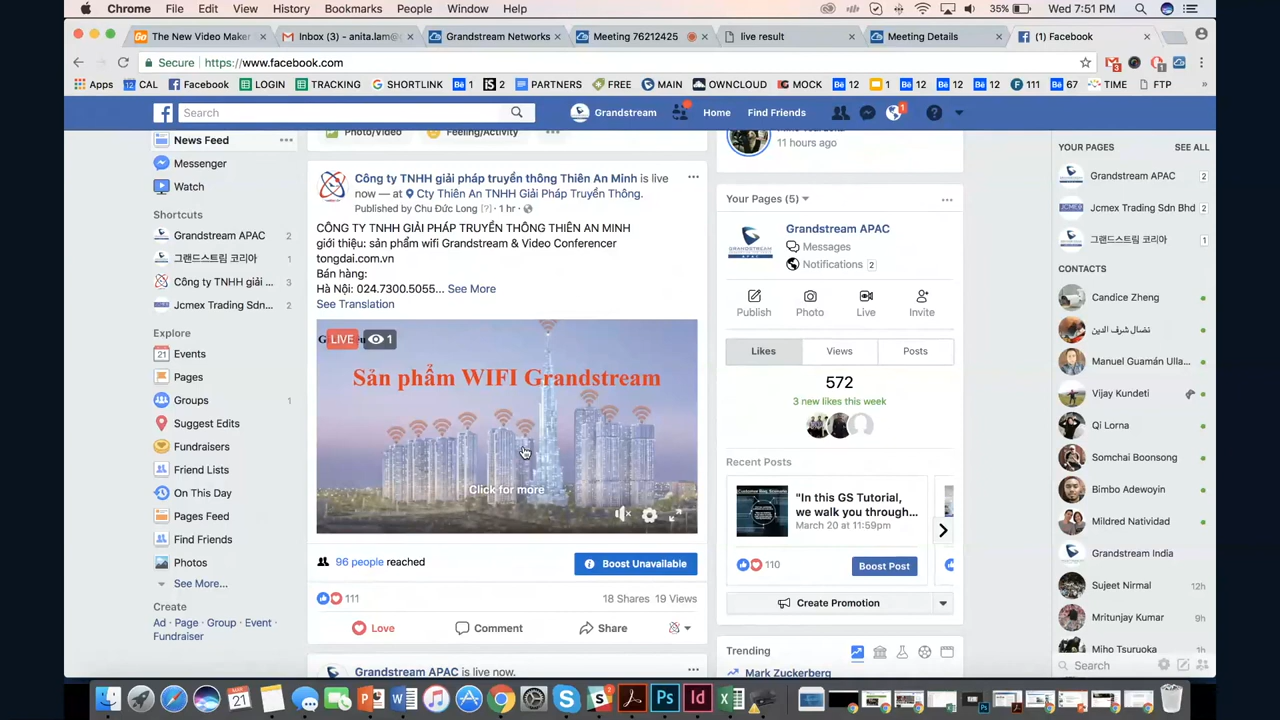 Chrome File Edit View History Bookmarks People Window Help
35% Wed 7:51 PM
The New Video Maker
Inbox (3) - anita.lam@
Grandstream Networks
Meeting 76212425
live result
Meeting Details
(1) Facebook
Secure https://www.facebook.com
Apps CAL Facebook LOGIN TRACKING SHORTLINK 1 2 PARTNERS FREE MAIN OWNCLOUD MOCK 12 1 12 12 111 67 TIME FTP
Search
Grandstream
Home
Find Friends
1
News Feed
Messenger
Watch
Shortcuts
Grandstream APAC 2
그랜드스트림 코리아 1
Công ty TNHH giải ... 3
Jcmex Trading Sdn... 2
Explore
Events
Pages
Groups 1
Suggest Edits
Fundraisers
Friend Lists
On This Day
Pages Feed
Find Friends
Photos
See More...
Create
Ad · Page · Group · Event ·
Fundraiser
Photo/Video
Feeling/Activity
Công ty TNHH giải pháp truyền thông Thiên An Minh is live
now — at Cty Thiên An TNHH Giải Pháp Truyền Thông.
Published by Chu Đức Long [?] · 1 hr ·
CÔNG TY TNHH GIẢI PHÁP TRUYỀN THÔNG THIÊN AN MINH
giới thiệu: sản phẩm wifi Grandstream & Video Conferencer
tongdai.com.vn
Bán hàng:
Hà Nội: 024.7300.5055... See More
See Translation
LIVE 1
Sản phẩm WIFI Grandstream
Click for more
96 people reached
Boost Unavailable
111
18 Shares 19 Views
Love
Comment
Share
Grandstream APAC is live now.
11 hours ago
Your Pages (5)
Grandstream APAC
Messages
Notifications 2
Publish
Photo
Live
Invite
Likes
Views
Posts
572
3 new likes this week
Recent Posts
"In this GS Tutorial,
we walk you through...
March 20 at 11:59pm
110
Boost Post
Create Promotion
Trending
Mark Zuckerberg
YOUR PAGES SEE ALL
Grandstream APAC 2
Jcmex Trading Sdn Bhd 2
그랜드스트림 코리아 1
CONTACTS
Candice Zheng
نضال شرف الدين
Manuel Guamán Ulla...
Vijay Kundeti
Qi Lorna
Somchai Boonsong
Bimbo Adewoyin
Mildred Natividad
Grandstream India
Sujeet Nirmal 12h
Mritunjay Kumar 9h
Miho Tsuruoka
Search